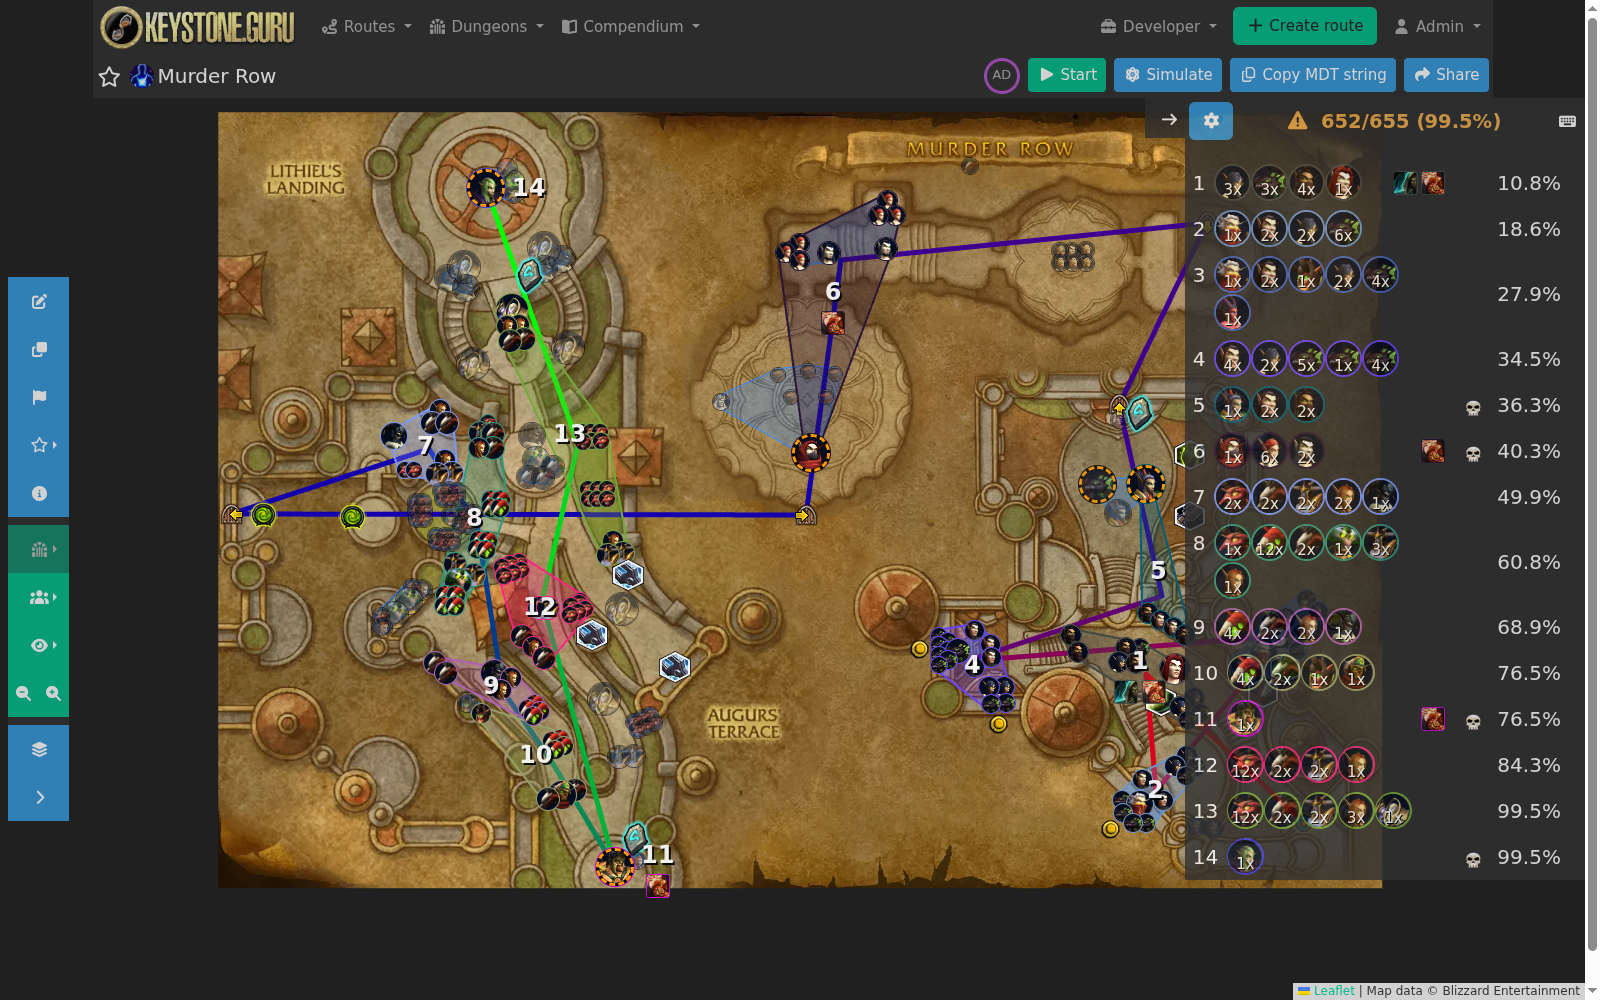 KEYSTONE.GURU
Routes
Dungeons
Compendium
Developer
Create route
Admin
Murder Row
AD
Start
Simulate
Copy MDT string
Share
652/655 (99.5%)
MURDER ROW
LITHIEL'S
LANDING
AUGURS'
TERRACE
14
6
13
7
8
5
12
1
4
9
10
2
11
1 3x 3x 4x 1x 10.8%
2 1x 2x 2x 6x 18.6%
3 1x 2x 1x 2x 4x 27.9%
1x
4 4x 2x 5x 1x 4x 34.5%
5 1x 2x 2x 36.3%
6 1x 6x 2x 40.3%
7 2x 2x 2x 2x 1x 49.9%
8 1x 12x 2x 1x 3x 60.8%
1x
9 4x 2x 2x 1x 68.9%
10 4x 2x 1x 1x 76.5%
11 1x 76.5%
12 12x 2x 2x 1x 84.3%
13 12x 2x 2x 3x 1x 99.5%
14 1x 99.5%
Leaflet | Map data © Blizzard Entertainment